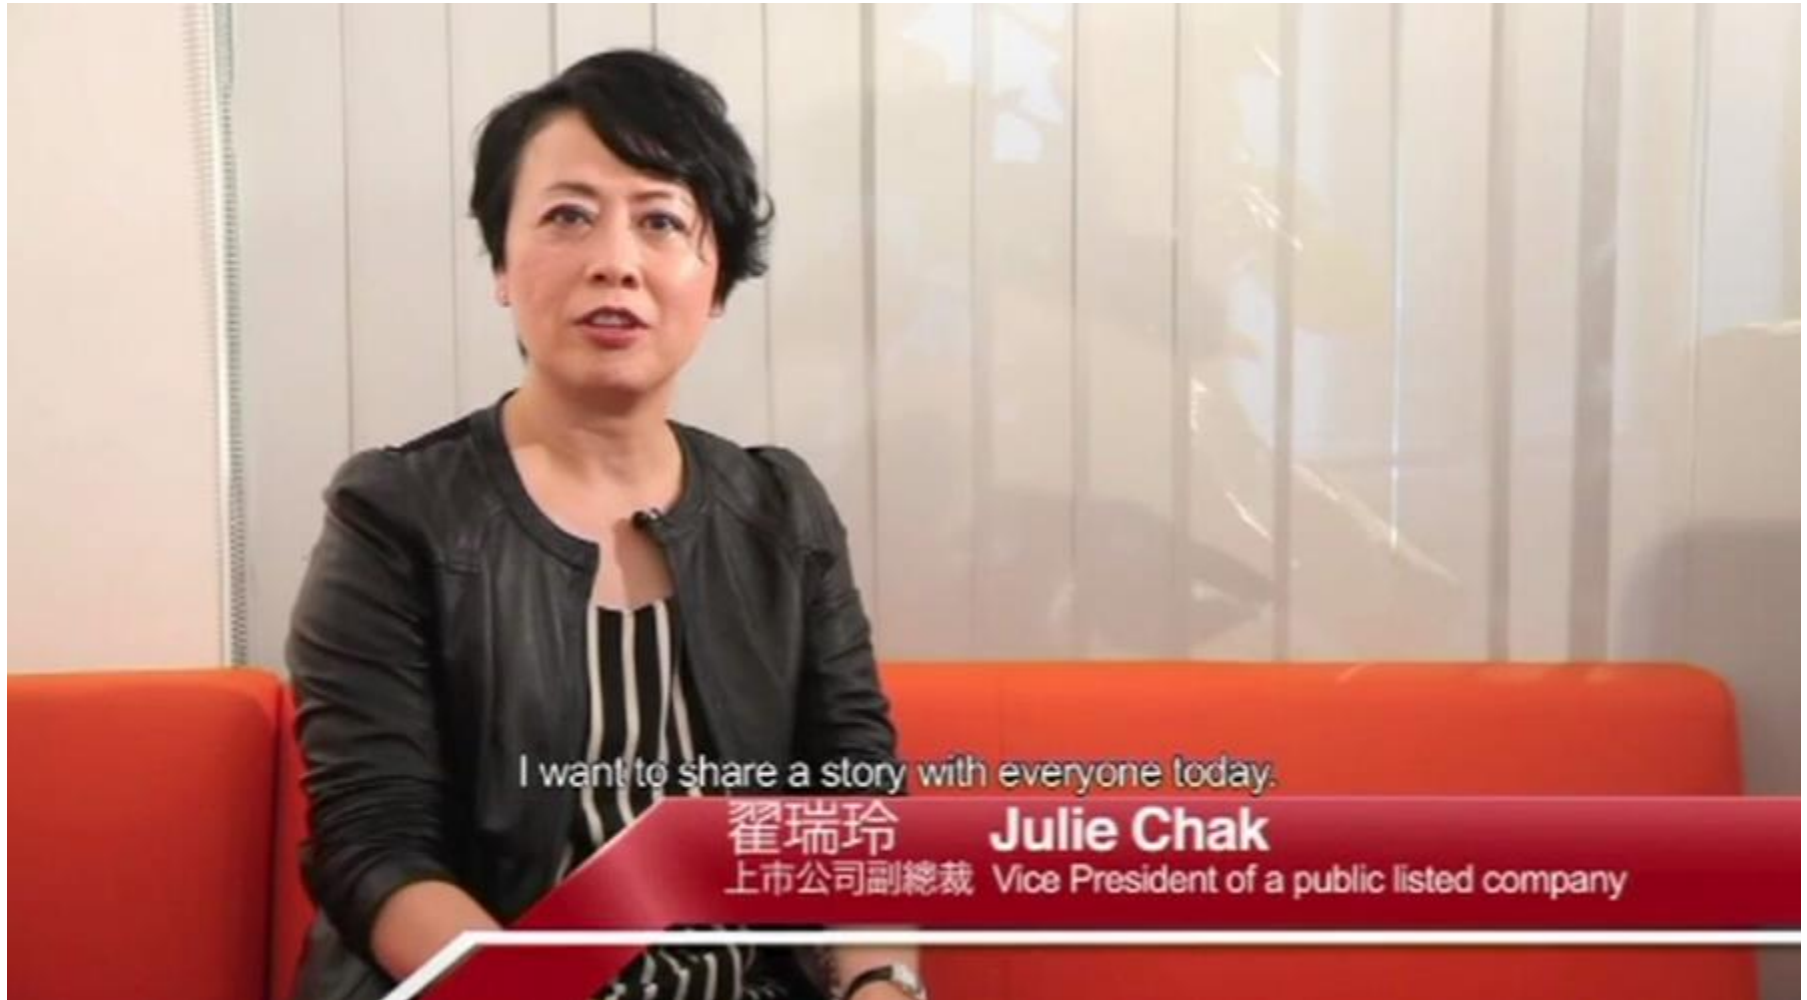 I want to share a story with everyone today.
翟瑞玲 Julie Chak
上市公司副總裁 Vice President of a public listed company